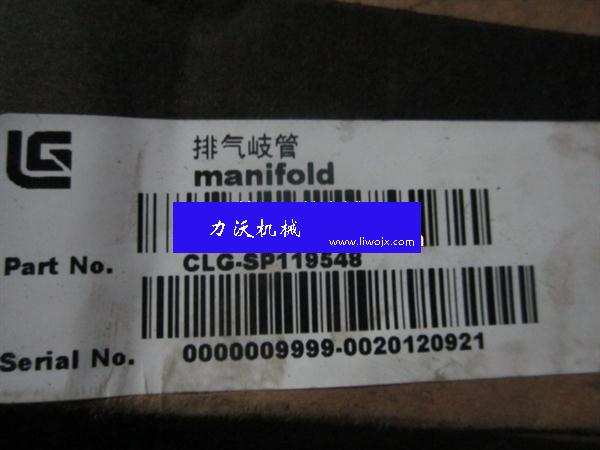 LG
排气岐管
manifold
力沃机械
www.liwojx.com
Part No. CLG-SP119548
Serial No. 0000009999-0020120921